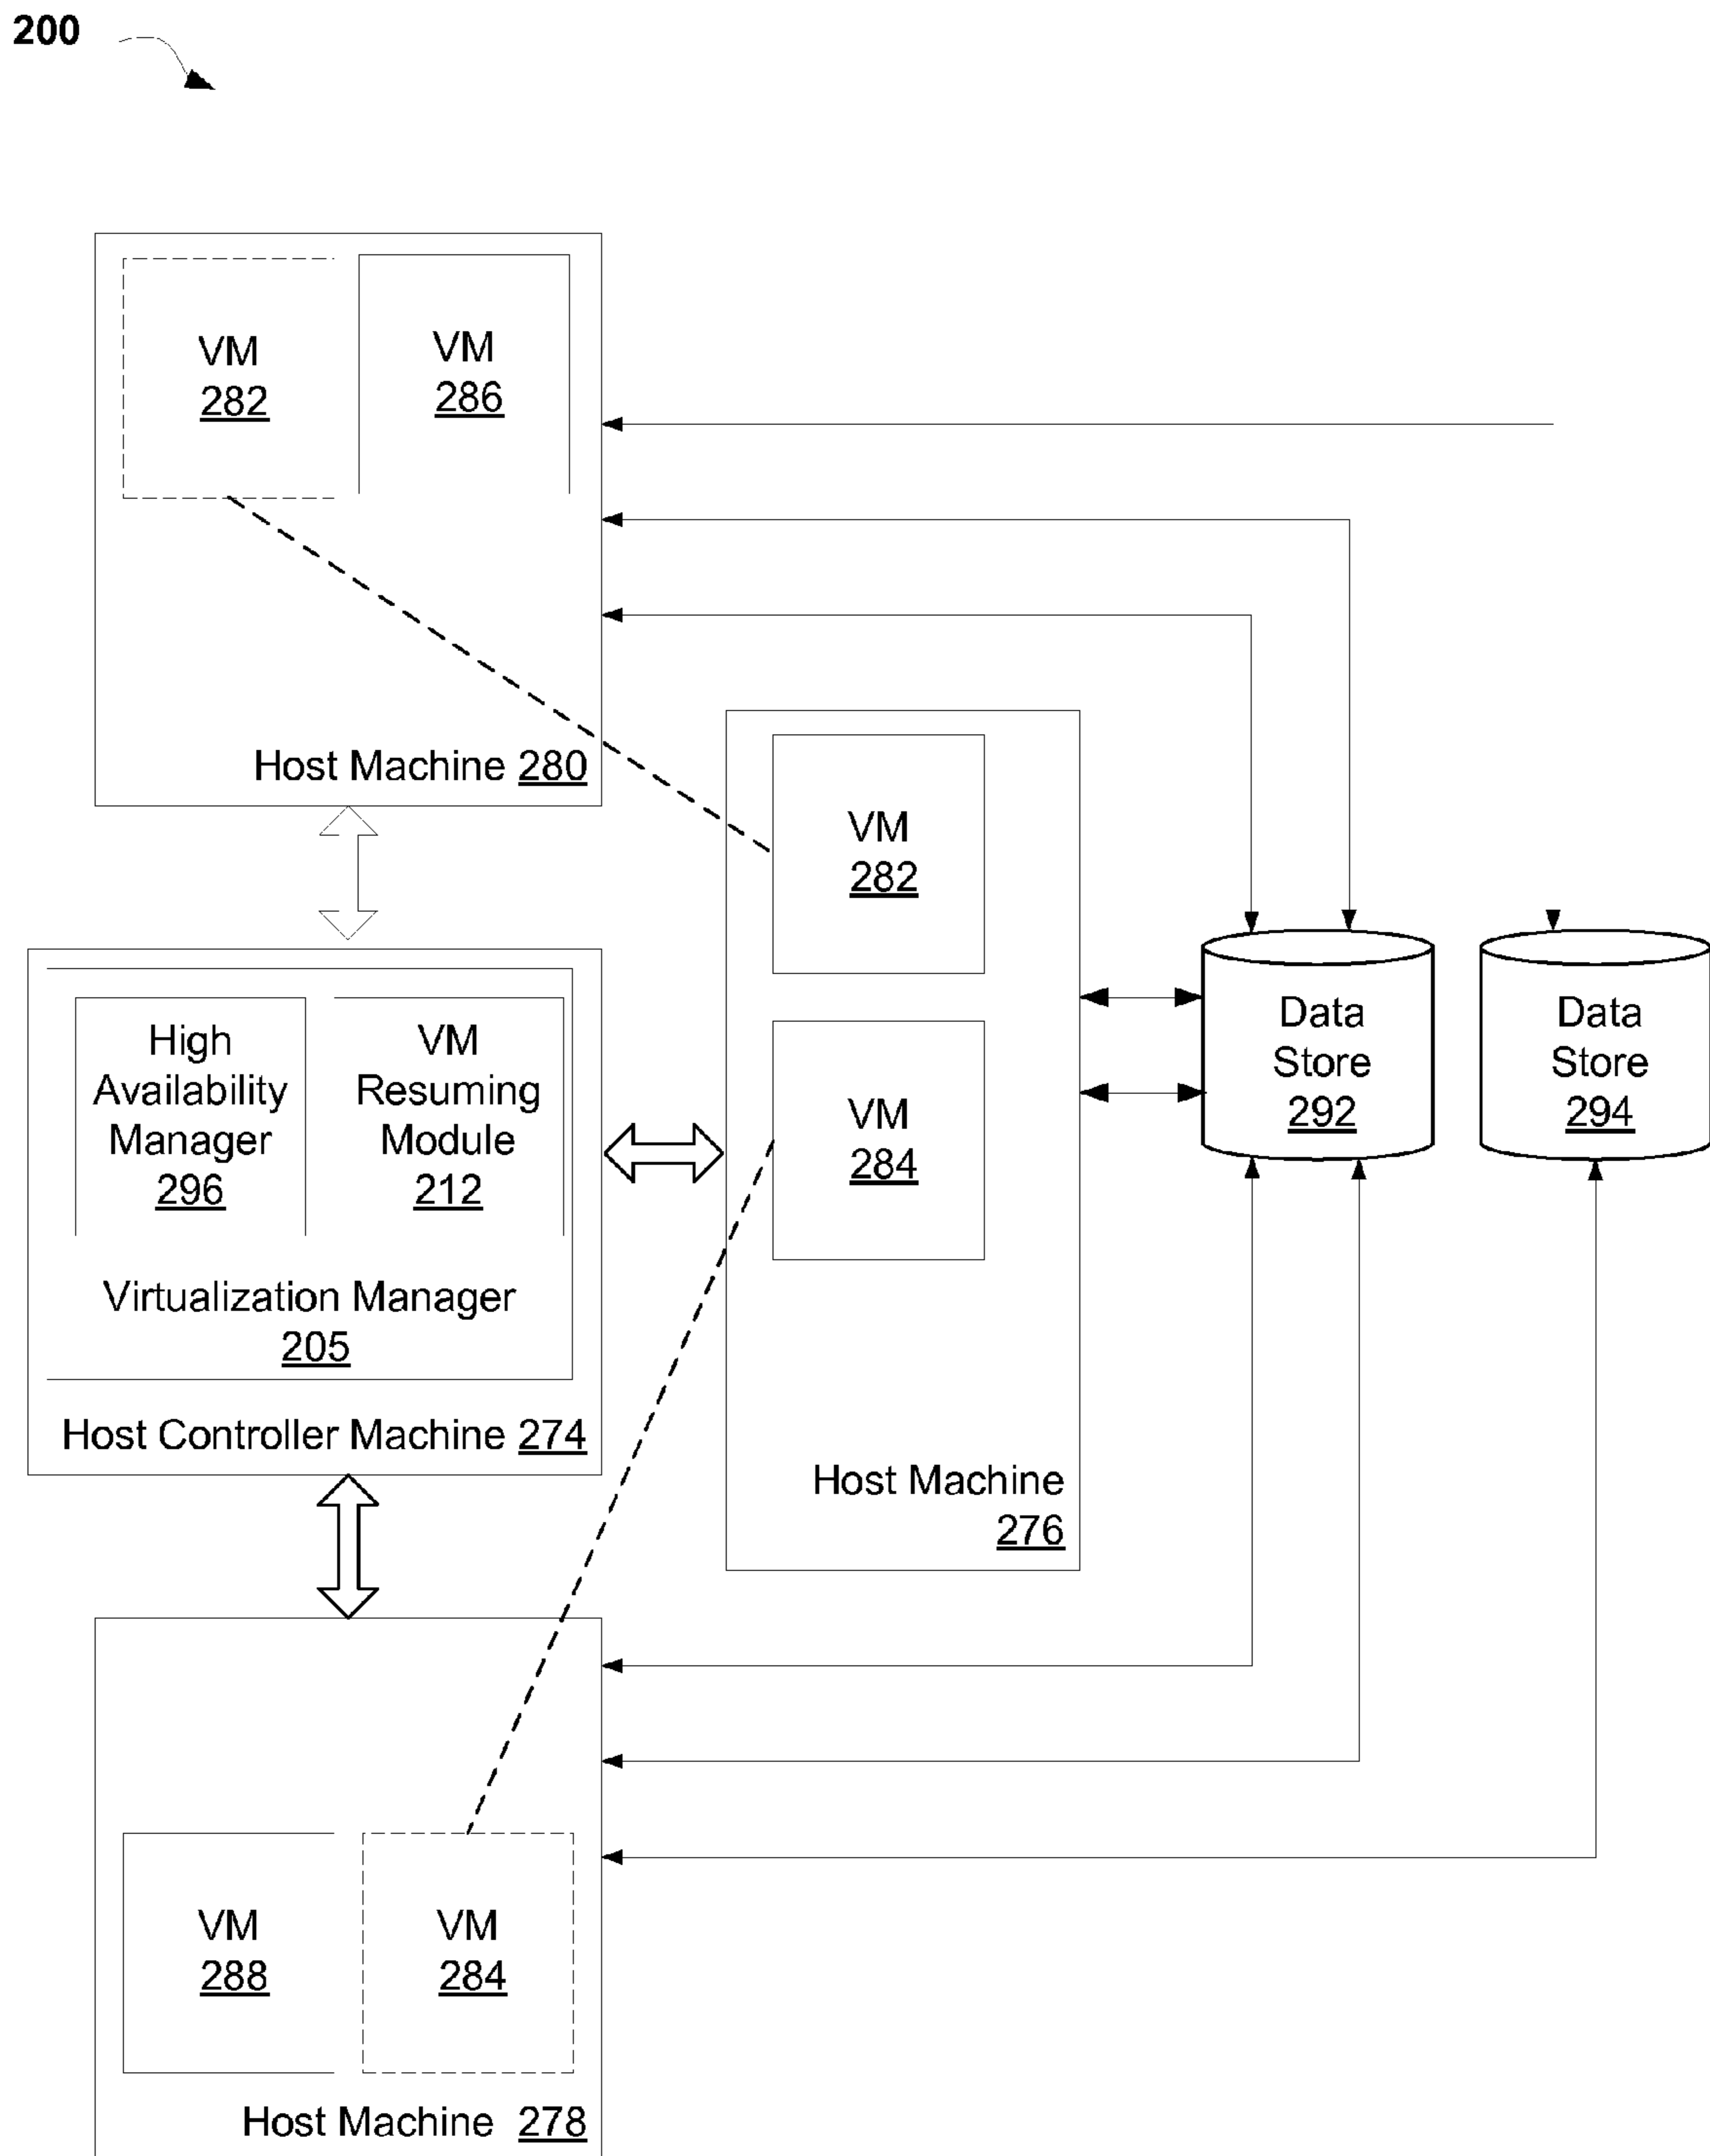 200
VM
282
VM
286
Host Machine 280
VM
282
VM
284
Host Machine
276
Data
Store
292
Data
Store
294
High
Availability
Manager
296
VM
Resuming
Module
212
Virtualization Manager
205
Host Controller Machine 274
VM
288
VM
284
Host Machine 278